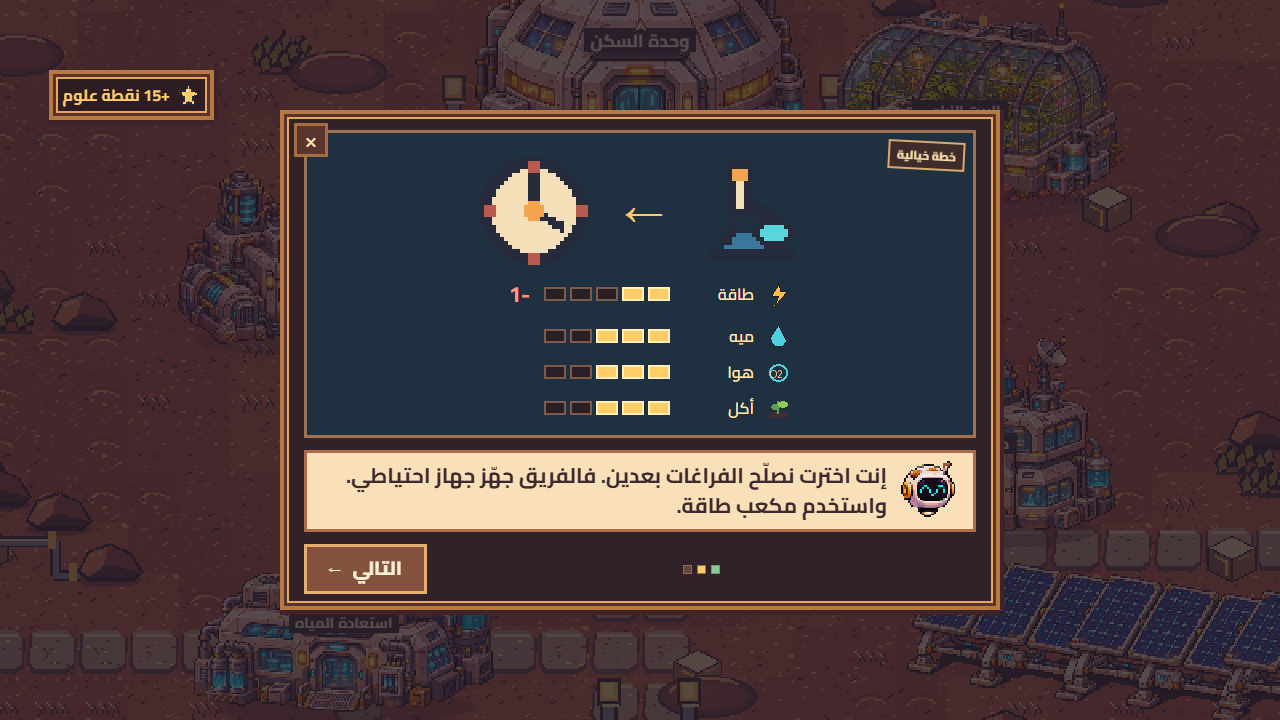 وحدة السكن
+15 نقطة علوم
×
خطة خيالية
←
طاقة -1
ميه
O2 هوا
أكل
إنت اخترت نصلّح الفراغات بعدين. فالفريق جهّز جهاز احتياطي.
واستخدم مكعب طاقة.
التالي ←
استعادة المياه